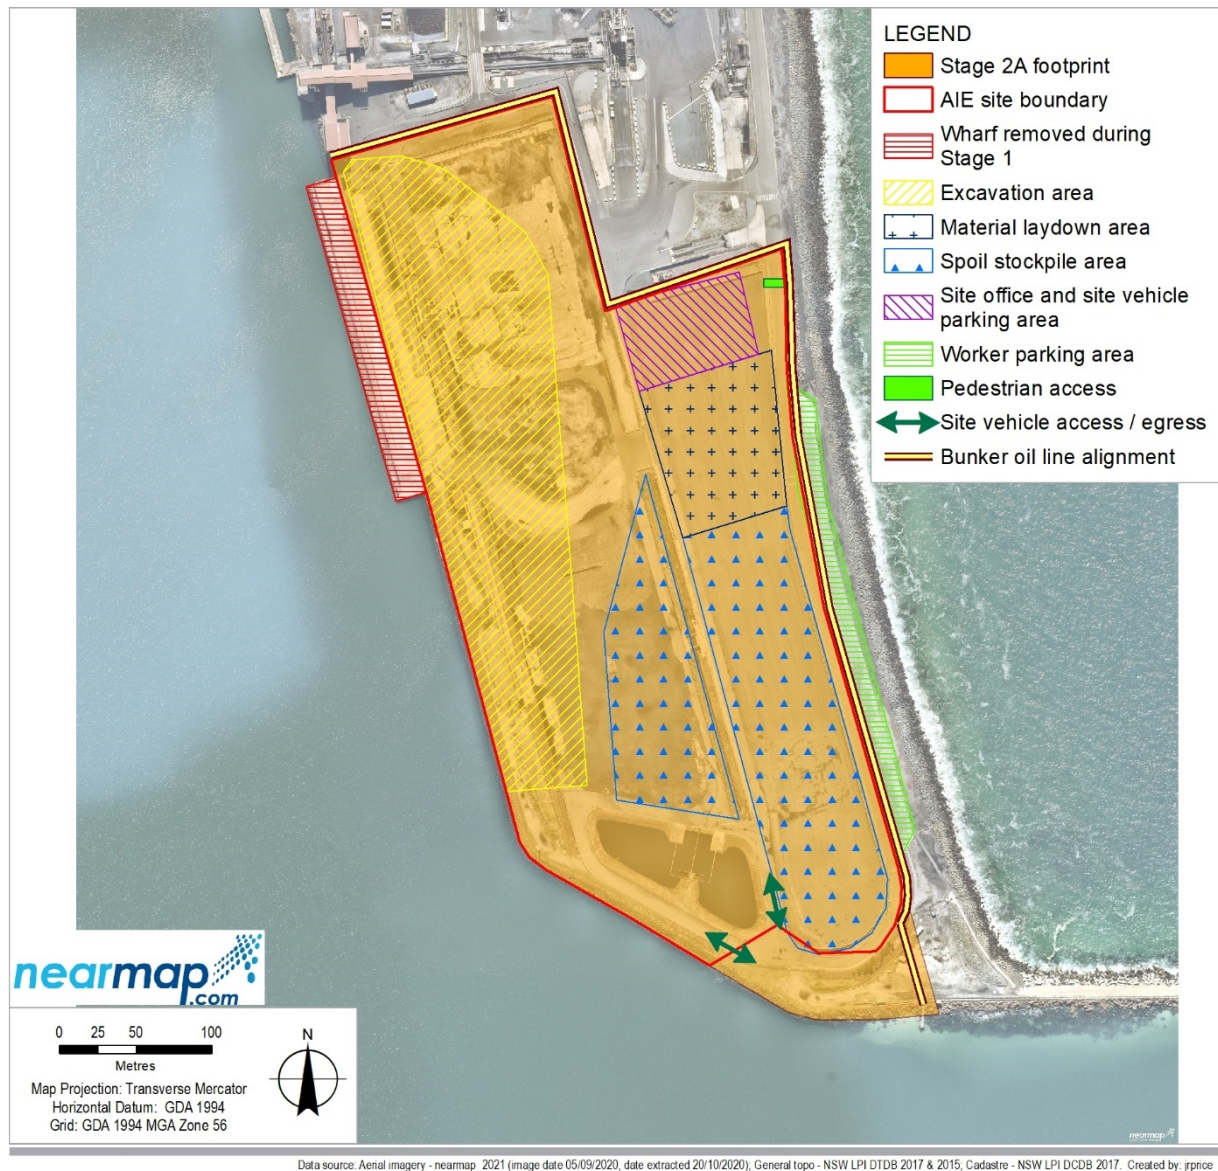 LEGEND
Stage 2A footprint
AIE site boundary
Wharf removed during
Stage 1
Excavation area
Material laydown area
Spoil stockpile area
Site office and site vehicle
parking area
Worker parking area
Pedestrian access
Site vehicle access / egress
Bunker oil line alignment
nearmap
.com
0 25 50 100
Metres
Map Projection: Transverse Mercator
Horizontal Datum: GDA 1994
Grid: GDA 1994 MGA Zone 56
N
nearmap
Data source: Aerial imagery - nearmap 2021 (image date 05/09/2020, date extracted 20/10/2020); General topo - NSW LPI DTDB 2017 & 2015; Cadastre - NSW LPI DCDB 2017. Created by: jrprice